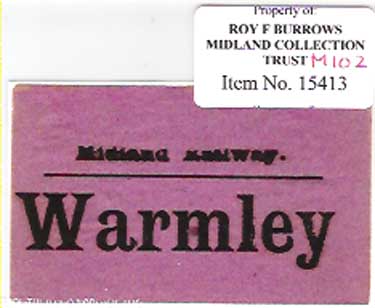 Property of:
ROY F BURROWS
MIDLAND COLLECTION
TRUST M102
Item No. 15413
Midland Railway.
Warmley